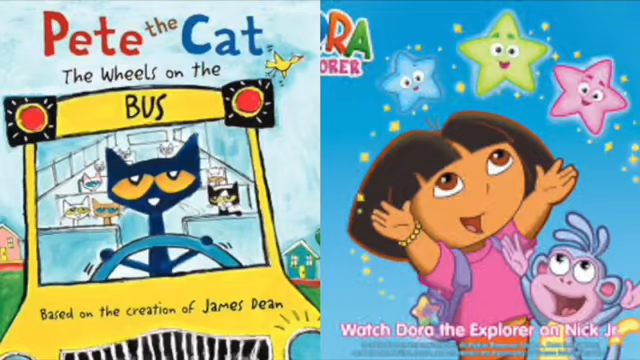 Pete the Cat
The Wheels on the
BUS
Based on the creation of James Dean
RA
ORER
Watch Dora the Explorer on Nick Jr.